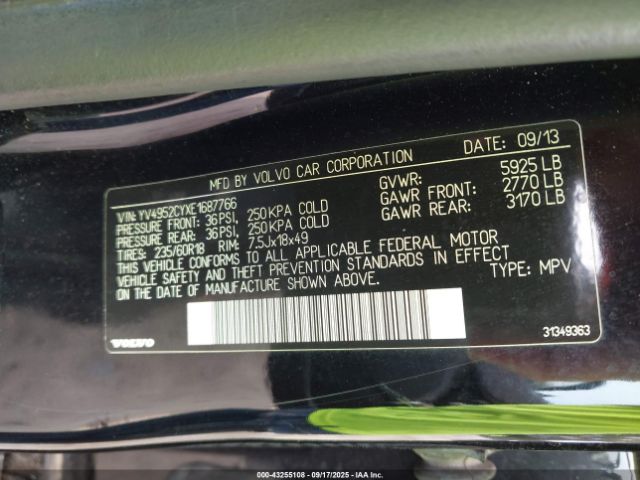 MFD BY VOLVO CAR CORPORATION DATE: 09/13
VIN: YV4952CYXE1687766 GVWR: 5925 LB
PRESSURE FRONT: 36 PSI, 250 KPA COLD GAWR FRONT: 2770 LB
PRESSURE REAR: 36 PSI, 250 KPA COLD GAWR REAR: 3170 LB
TIRES: 235/60R18 RIM: 7.5Jx18x49
THIS VEHICLE CONFORMS TO ALL APPLICABLE FEDERAL MOTOR
VEHICLE SAFETY AND THEFT PREVENTION STANDARDS IN EFFECT
ON THE DATE OF MANUFACTURE SHOWN ABOVE. TYPE: MPV
VOLVO 31349363
000-43255108 - 09/17/2025 - IAA Inc.